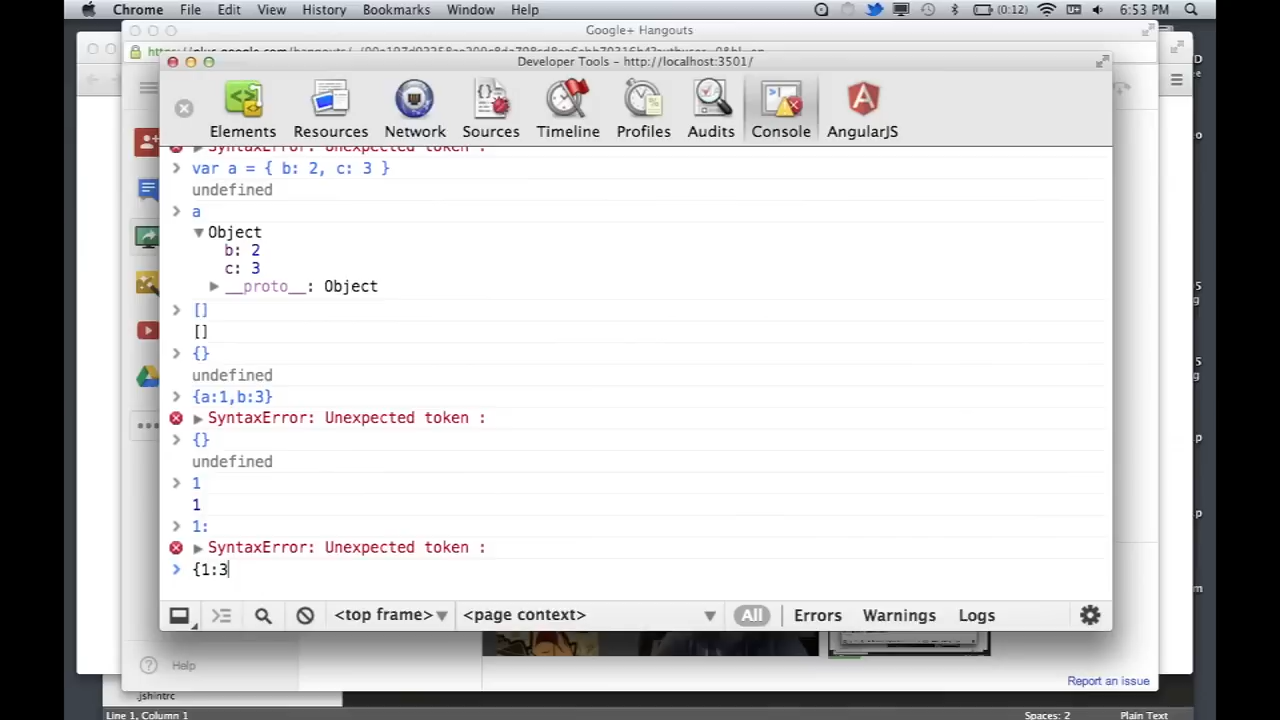 Chrome File Edit View History Bookmarks Window Help (0:12) 6:53 PM
Google+ Hangouts
Developer Tools - http://localhost:3501/
Elements Resources Network Sources Timeline Profiles Audits Console AngularJS
SyntaxError: Unexpected token :
var a = { b: 2, c: 3 }
undefined
a
Object
b: 2
c: 3
__proto__: Object
[]
[]
{}
undefined
{a:1,b:3}
SyntaxError: Unexpected token :
{}
undefined
1
1
1:
SyntaxError: Unexpected token :
{1:3
<top frame> <page context> All Errors Warnings Logs
Help
Report an issue
.jshintrc
Line 1, Column 1 Spaces: 2 Plain Text